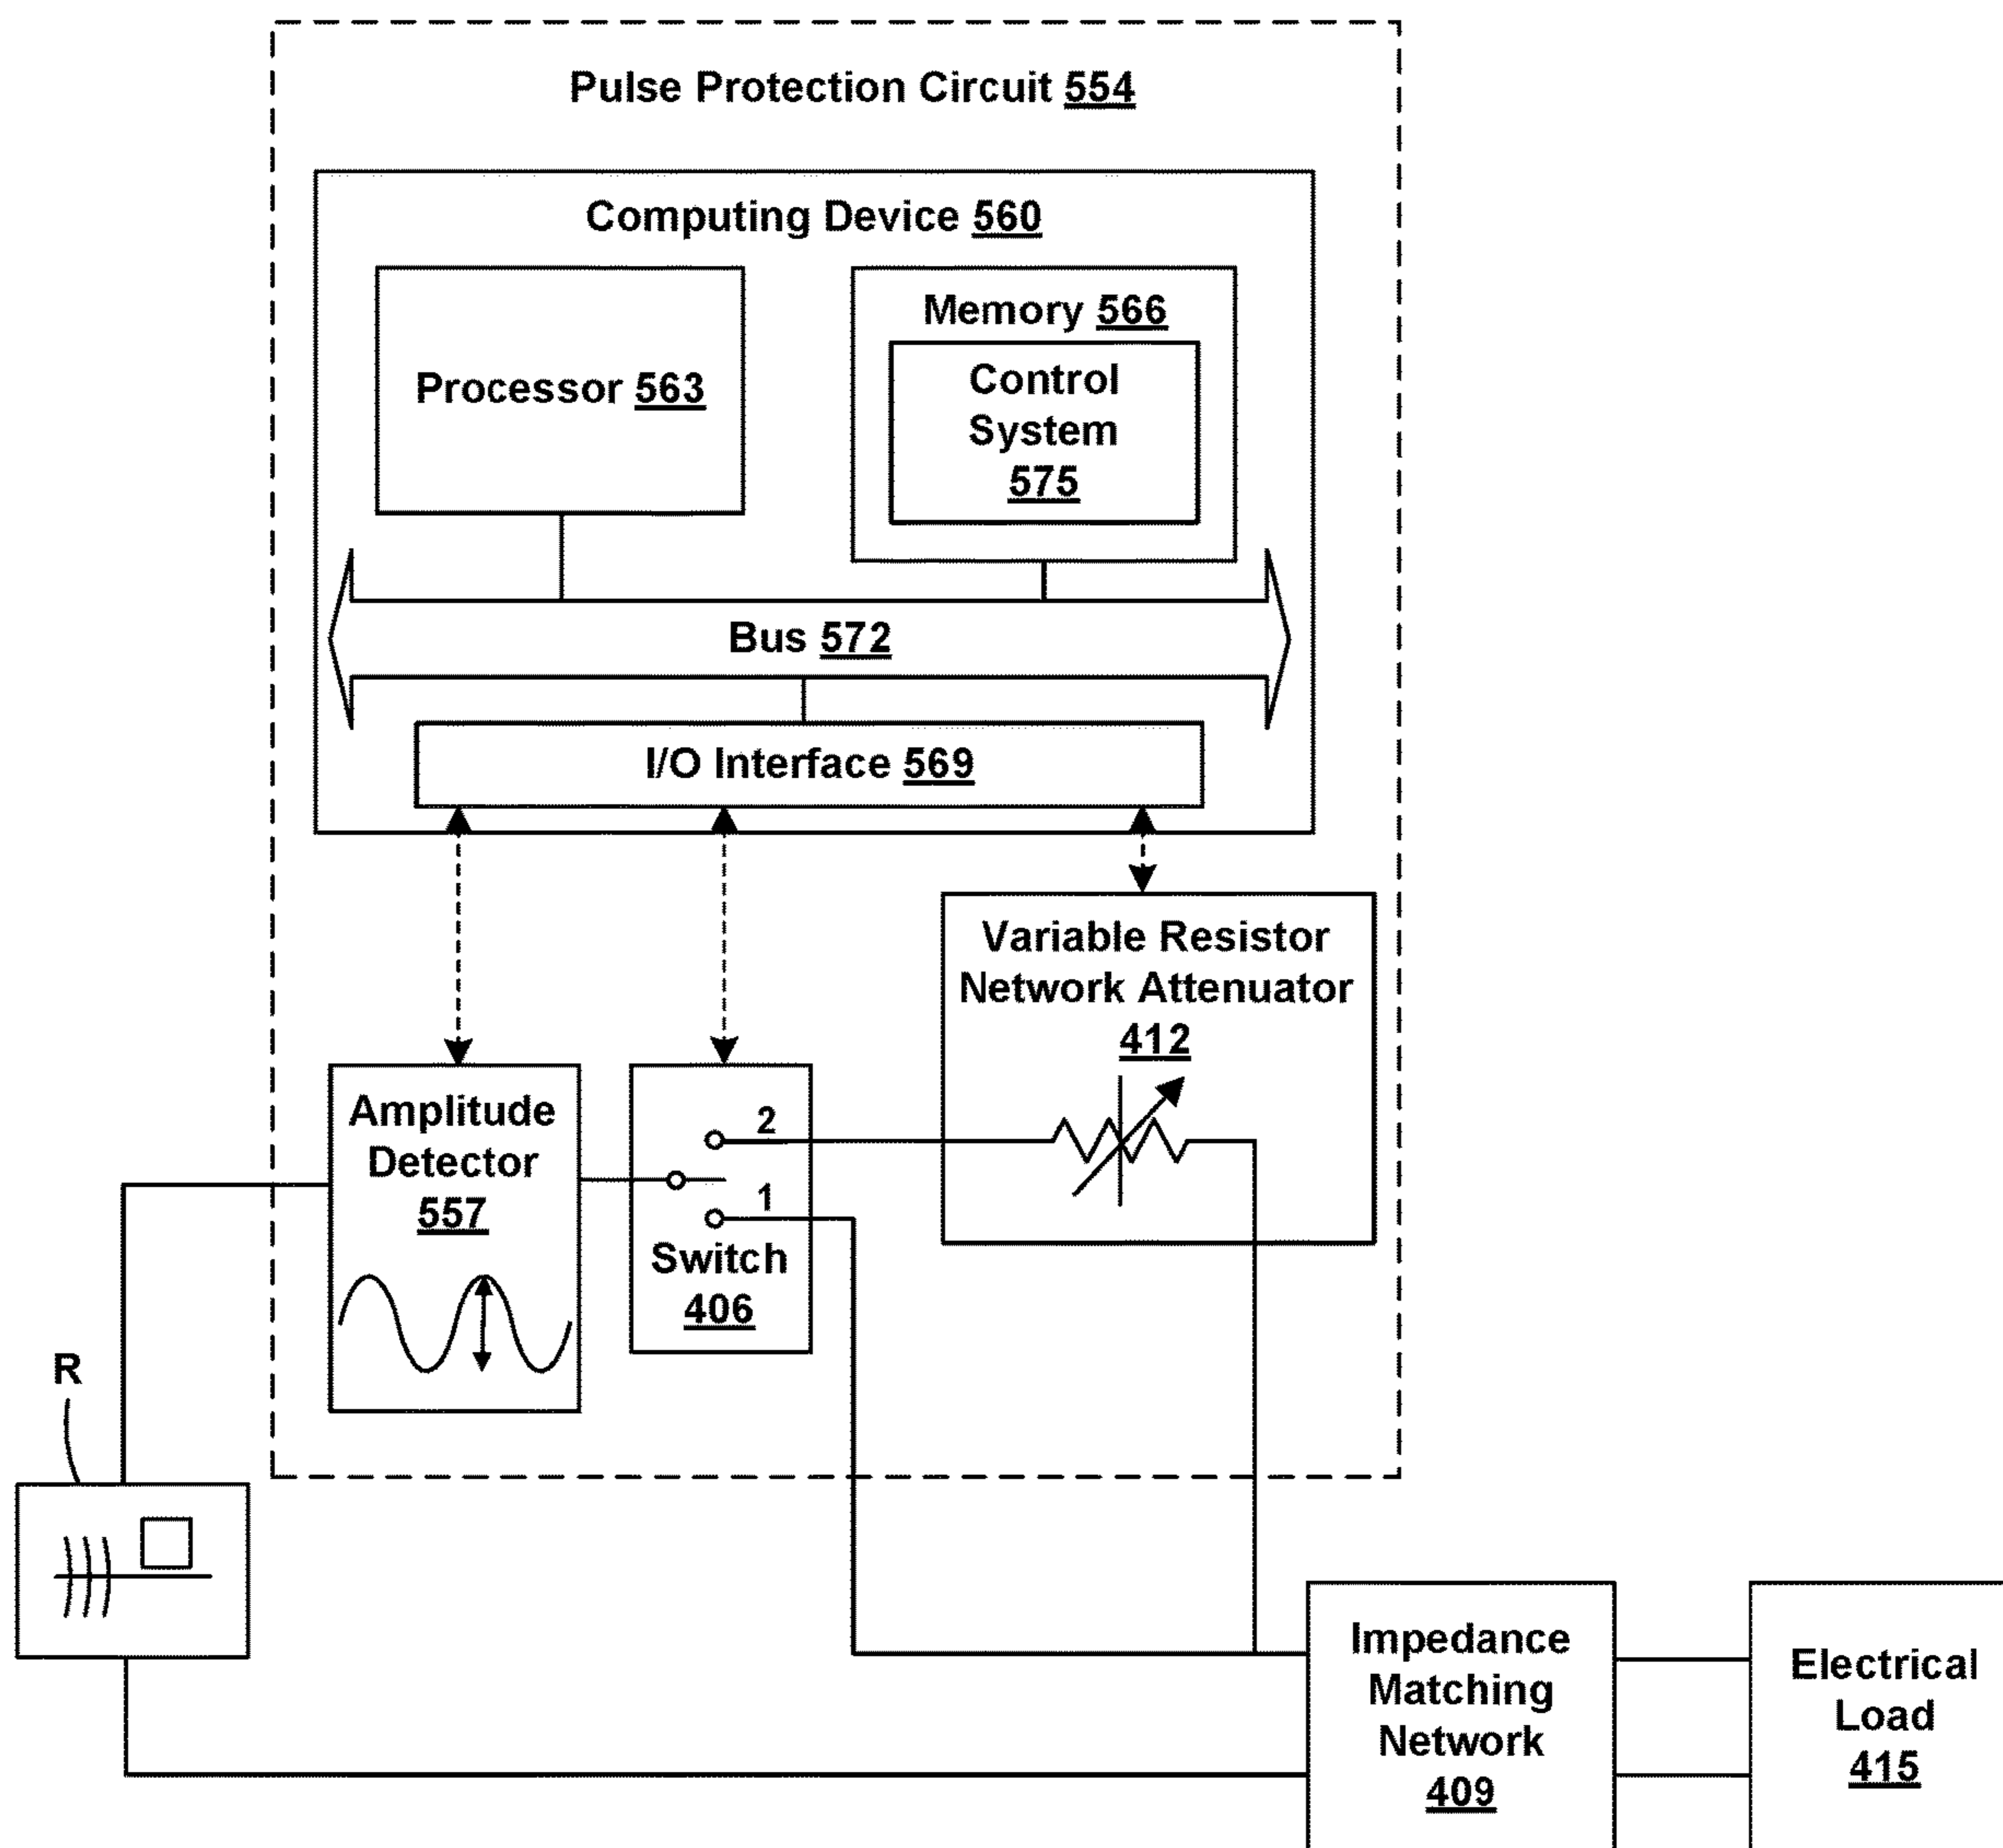 Pulse Protection Circuit 554
Computing Device 560
Processor 563
Memory 566
Control
System
575
Bus 572
I/O Interface 569
Variable Resistor
Network Attenuator
412
Amplitude
Detector
557
2
1
Switch
406
R
Impedance
Matching
Network
409
Electrical
Load
415